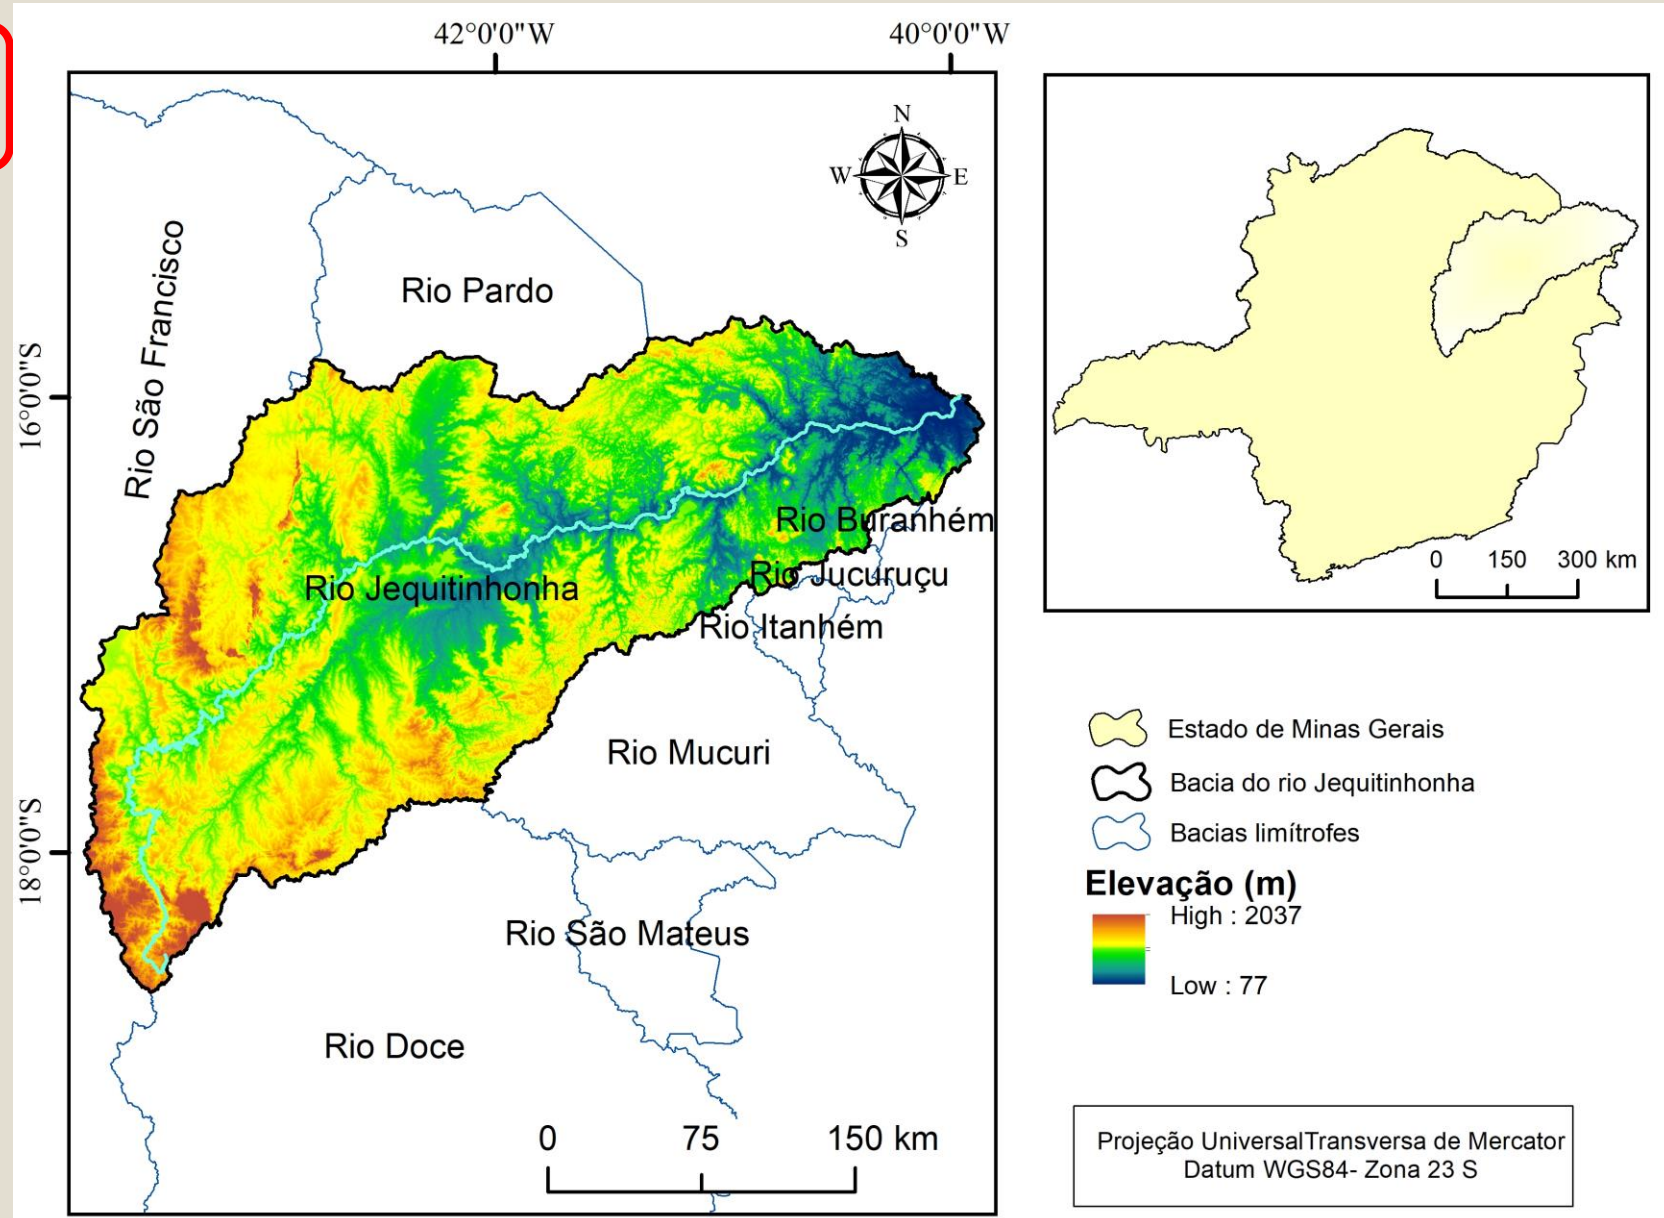 42°0'0"W
40°0'0"W
N
W
E
S
Rio Pardo
Rio São Francisco
16°0'0"S
Rio Buranhém
Rio Jucuruçu
Rio Jequitinhonha
Rio Itanhém
Rio Mucuri
18°0'0"S
Rio São Mateus
Rio Doce
0 75 150 km
0 150 300 km
Estado de Minas Gerais
Bacia do rio Jequitinhonha
Bacias limítrofes
Elevação (m)
High : 2037
Low : 77
Projeção UniversalTransversa de Mercator
Datum WGS84- Zona 23 S